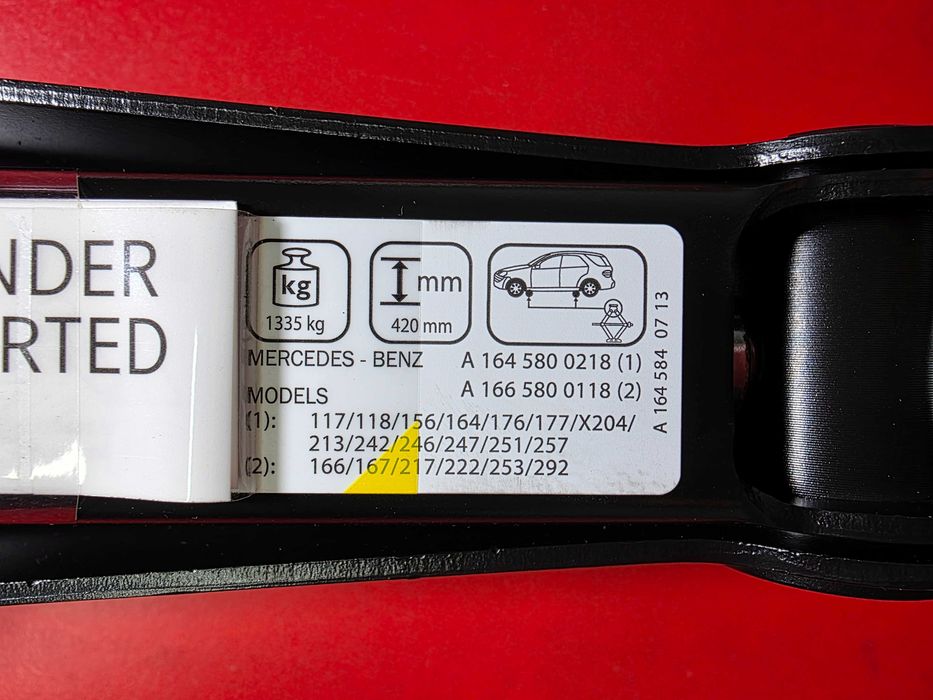 NDER
RTED
kg
1335 kg
mm
420 mm
MERCEDES - BENZ A 164 580 0218 (1)
A 166 580 0118 (2)
MODELS
(1): 117/118/156/164/176/177/X204/
213/242/246/247/251/257
(2): 166/167/217/222/253/292
A 164 584 07 13